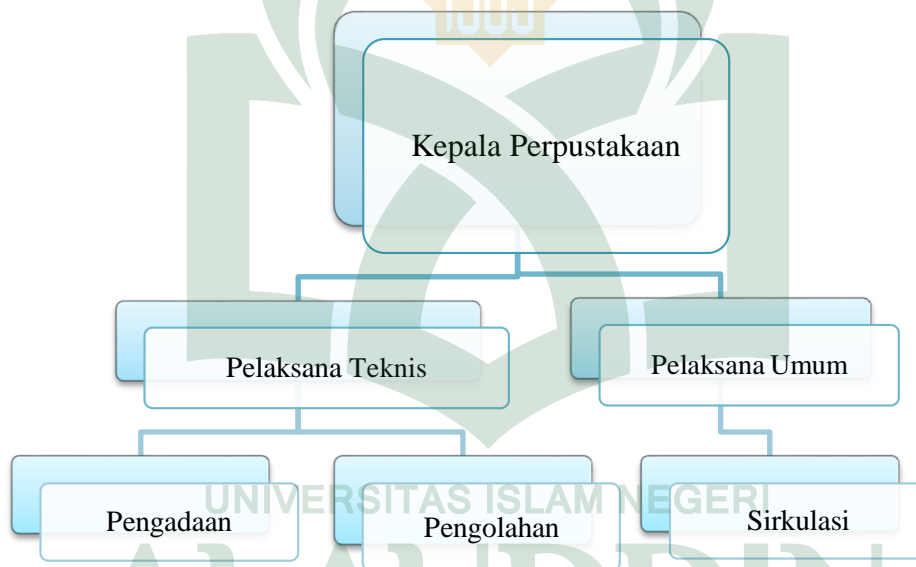 Kepala Perpustakaan
Pelaksana Teknis
Pelaksana Umum
Pengadaan
Pengolahan
Sirkulasi
UNIVERSITAS ISLAM NEGERI